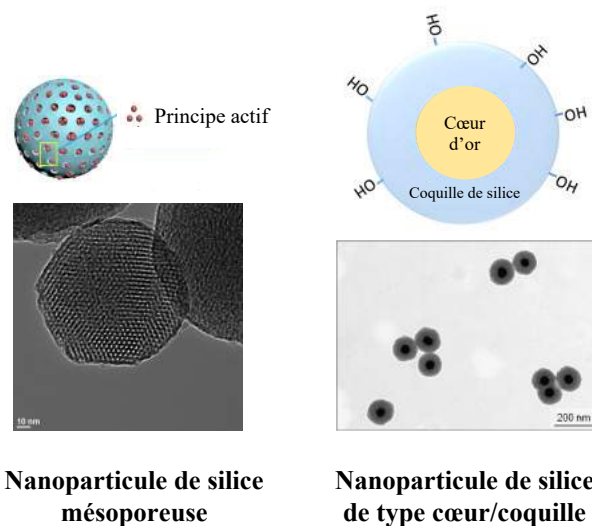 Principe actif
10 nm
Nanoparticule de silice
mésoporeuse
OH
HO
HO
HO
OH
OH
Cœur
d'or
Coquille de silice
200 nm
Nanoparticule de silice
de type cœur/coquille